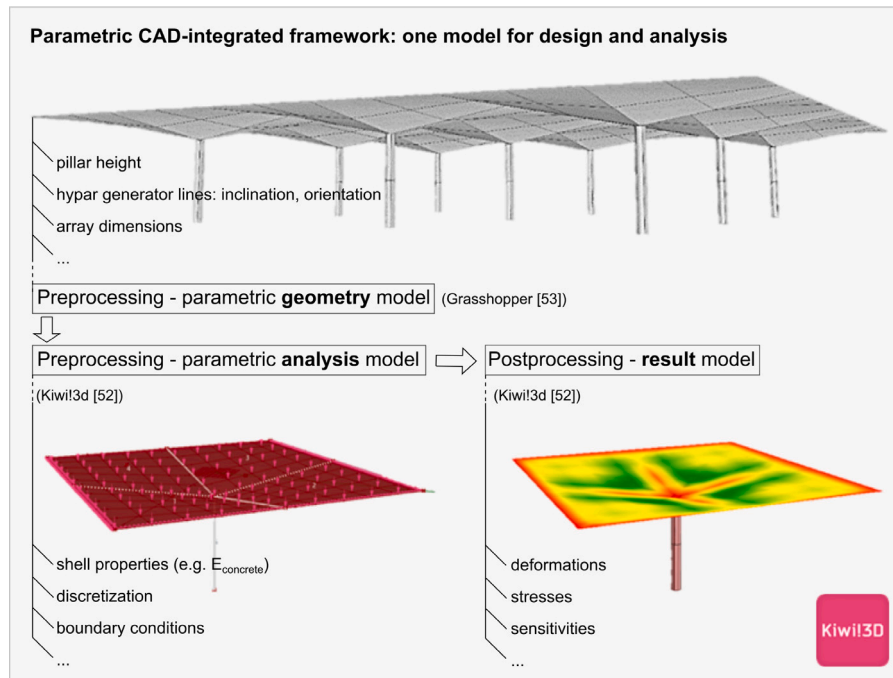 Parametric CAD-integrated framework: one model for design and analysis
pillar height
hypar generator lines: inclination, orientation
array dimensions
...
Preprocessing - parametric geometry model (Grasshopper [53])
Preprocessing - parametric analysis model
Postprocessing - result model
(Kiwi!3d [52])
(Kiwi!3d [52])
shell properties (e.g. Econcrete)
discretization
boundary conditions
...
deformations
stresses
sensitivities
...
Kiwi!3D